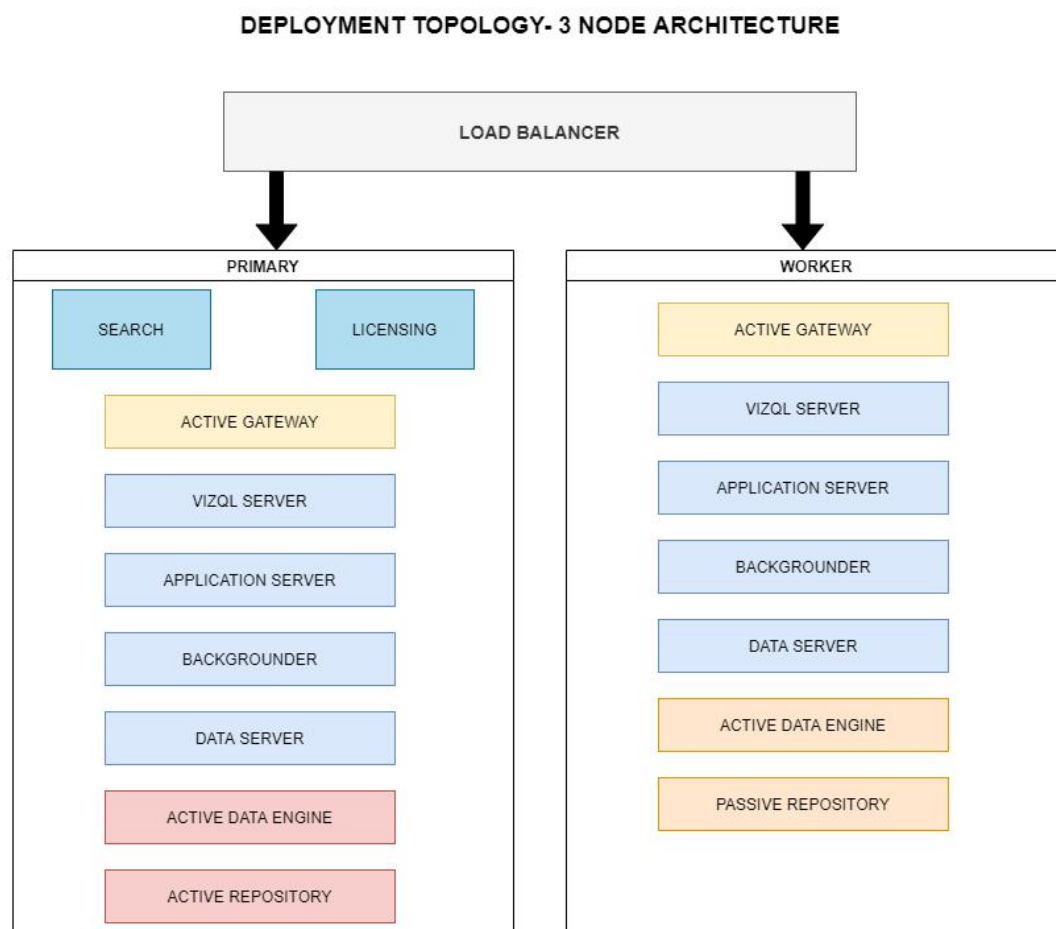 DEPLOYMENT TOPOLOGY- 3 NODE ARCHITECTURE
LOAD BALANCER
PRIMARY
SEARCH
LICENSING
ACTIVE GATEWAY
VIZQL SERVER
APPLICATION SERVER
BACKGROUNDER
DATA SERVER
ACTIVE DATA ENGINE
ACTIVE REPOSITORY
WORKER
ACTIVE GATEWAY
VIZQL SERVER
APPLICATION SERVER
BACKGROUNDER
DATA SERVER
ACTIVE DATA ENGINE
PASSIVE REPOSITORY